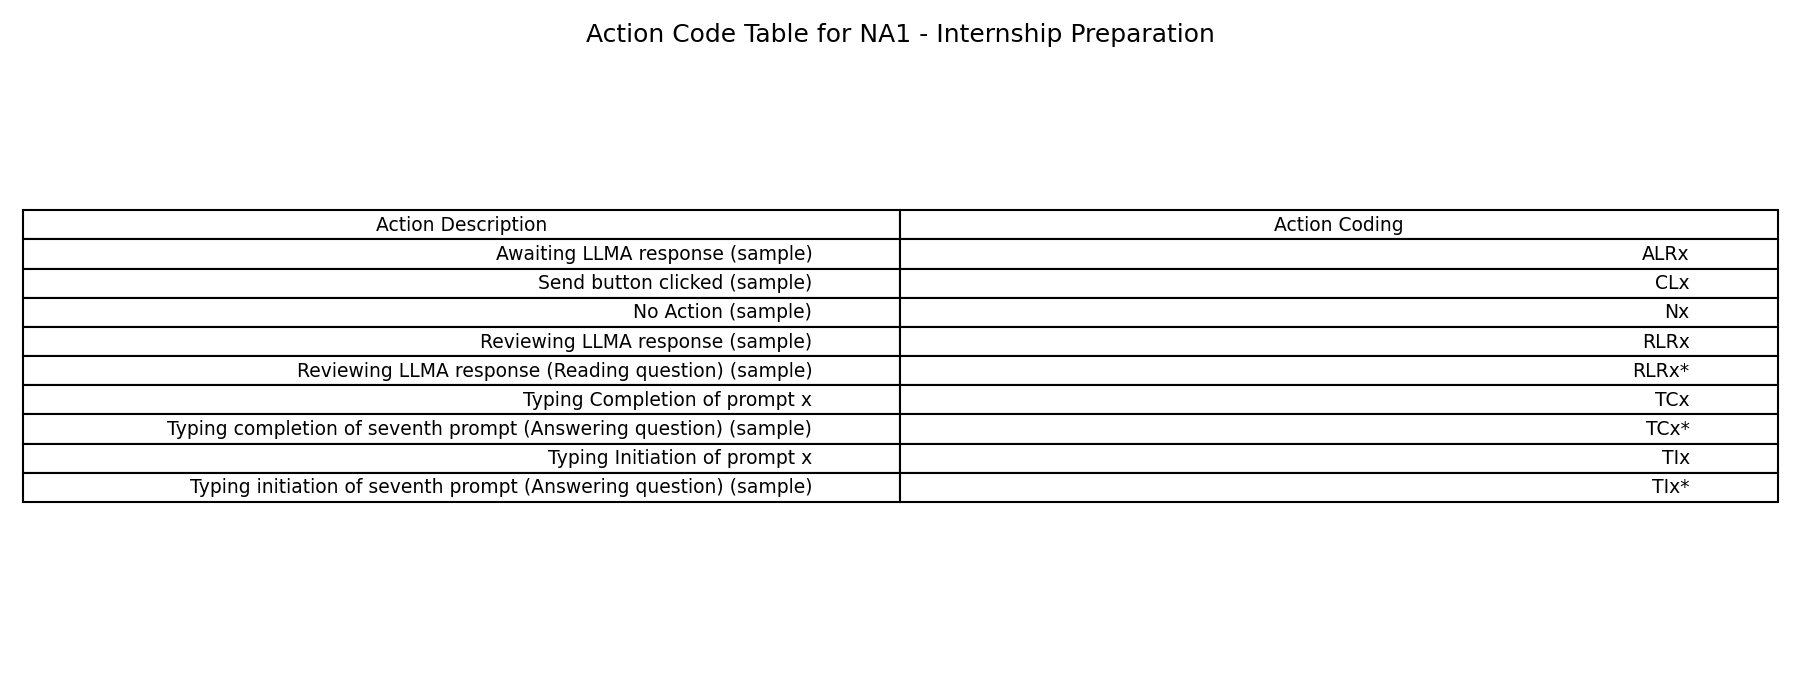 Action Code Table for NA1 - Internship Preparation
Action Description Action Coding
Awaiting LLMA response (sample) ALRx
Send button clicked (sample) CLx
No Action (sample) Nx
Reviewing LLMA response (sample) RLRx
Reviewing LLMA response (Reading question) (sample) RLRx*
Typing Completion of prompt x TCx
Typing completion of seventh prompt (Answering question) (sample) TCx*
Typing Initiation of prompt x TIx
Typing initiation of seventh prompt (Answering question) (sample) TIx*